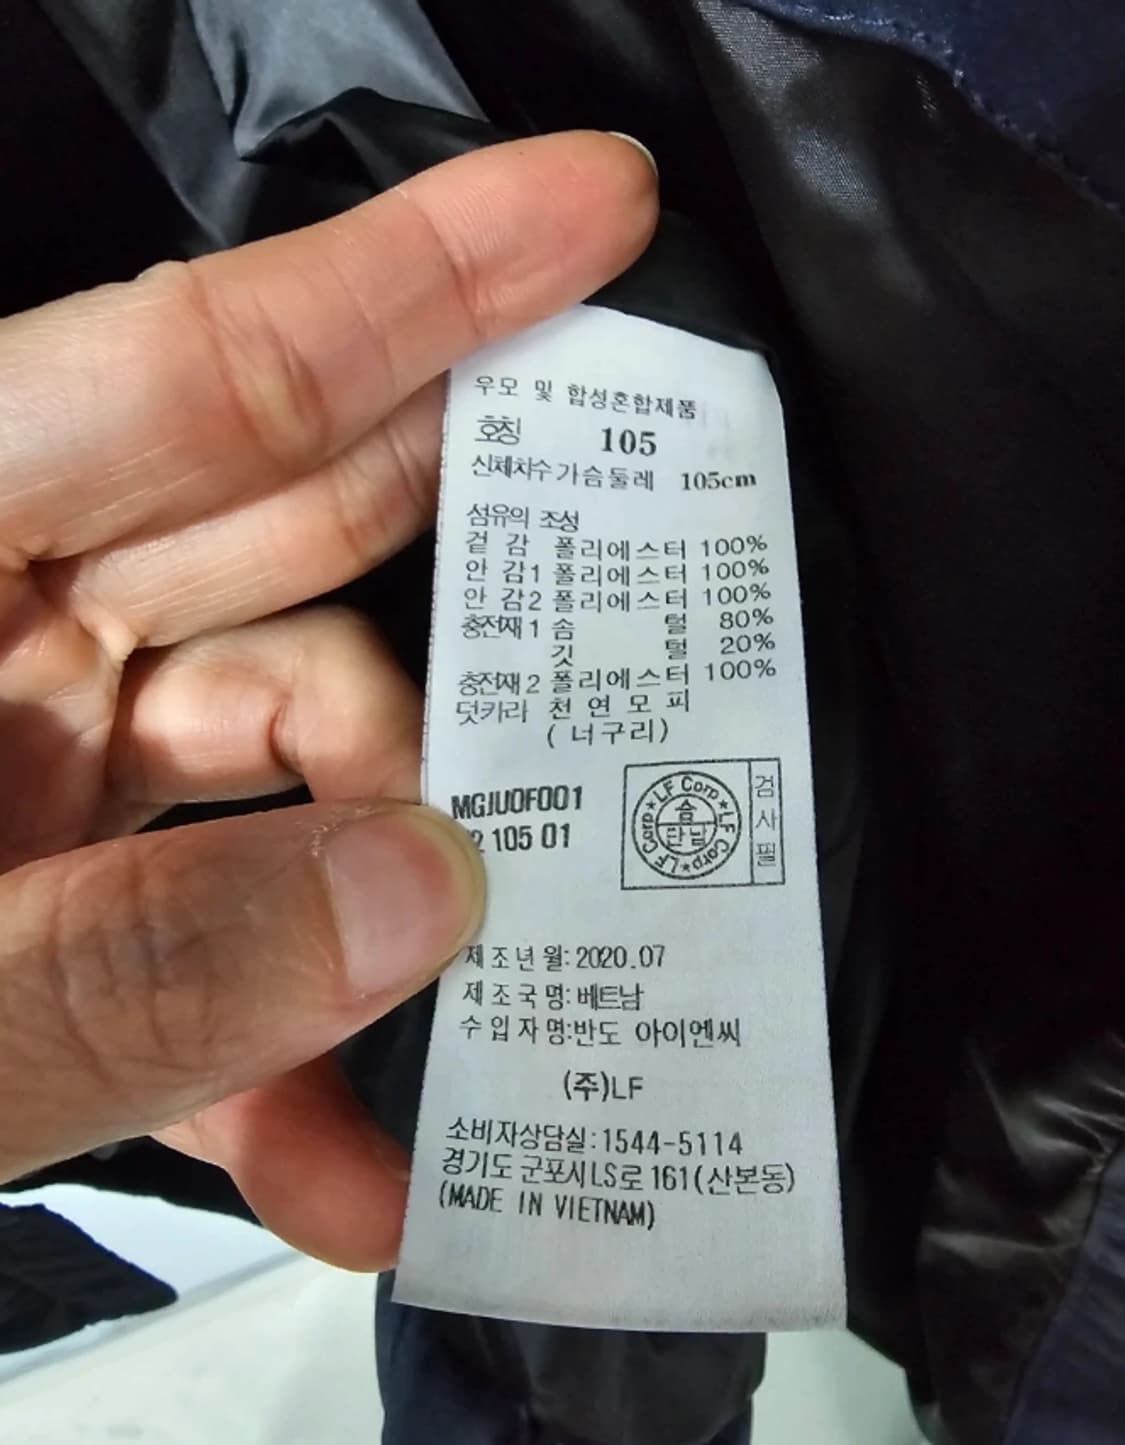 우모 및 합성혼합제품
호칭 105
신체치수 가슴둘레 105cm
섬유의 조성
겉 감 폴리에스터 100%
안 감1 폴리에스터 100%
안 감2 폴리에스터 100%
충전재1 솜 털 80%
깃 털 20%
충전재2 폴리에스터 100%
덧카라 천 연 모 피
( 너구리)
MGJU0F001
105 01
LF Corp★LF Corp★LF Corp★
검사필
제조년월: 2020.07
제조국명: 베트남
수입자명:반도 아이엔씨
(주)LF
소비자상담실:1544-5114
경기도 군포시LS로 161(산본동)
(MADE IN VIETNAM)